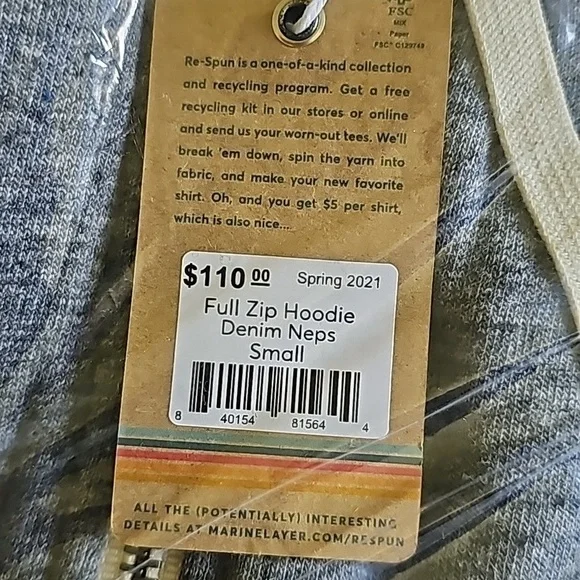 FSC
MIX
Paper
FSC® C129743
Re-Spun is a one-of-a-kind collection
and recycling program. Get a free
recycling kit in our stores or online
and send us your worn-out tees. We'll
break 'em down, spin the yarn into
fabric, and make your new favorite
shirt. Oh, and you get $5 per shirt,
which is also nice...
$110 00 Spring 2021
Full Zip Hoodie
Denim Neps
Small
8 40154 81564 4
ALL THE (POTENTIALLY) INTERESTING
DETAILS AT MARINELAYER.COM/RESPUN